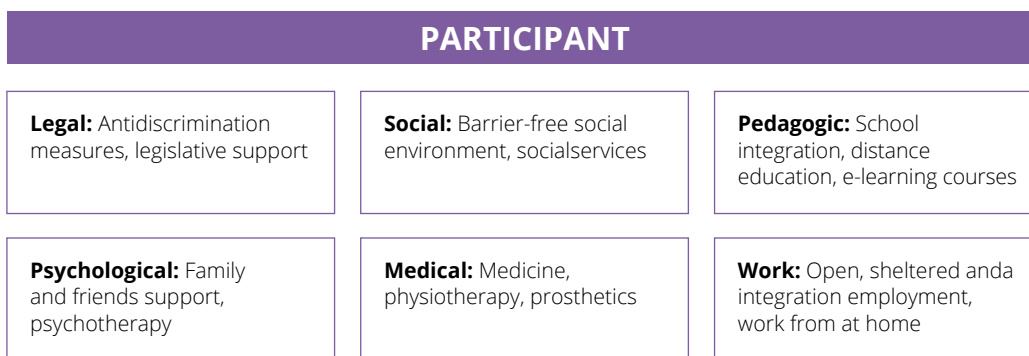 PARTICIPANT
Legal: Antidiscrimination
measures, legislative support
Social: Barrier-free social
environment, socialservices
Pedagogic: School
integration, distance
education, e-learning courses
Psychological: Family
and friends support,
psychotherapy
Medical: Medicine,
physiotherapy, prosthetics
Work: Open, sheltered anda
integration employment,
work from at home